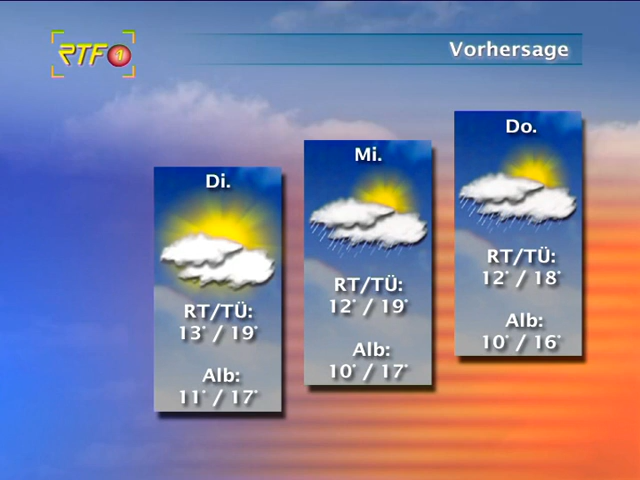 RTF 1
Vorhersage
Di.
RT/TÜ:
13° / 19°
Alb:
11° / 17°
Mi.
RT/TÜ:
12° / 19°
Alb:
10° / 17°
Do.
RT/TÜ:
12° / 18°
Alb:
10° / 16°